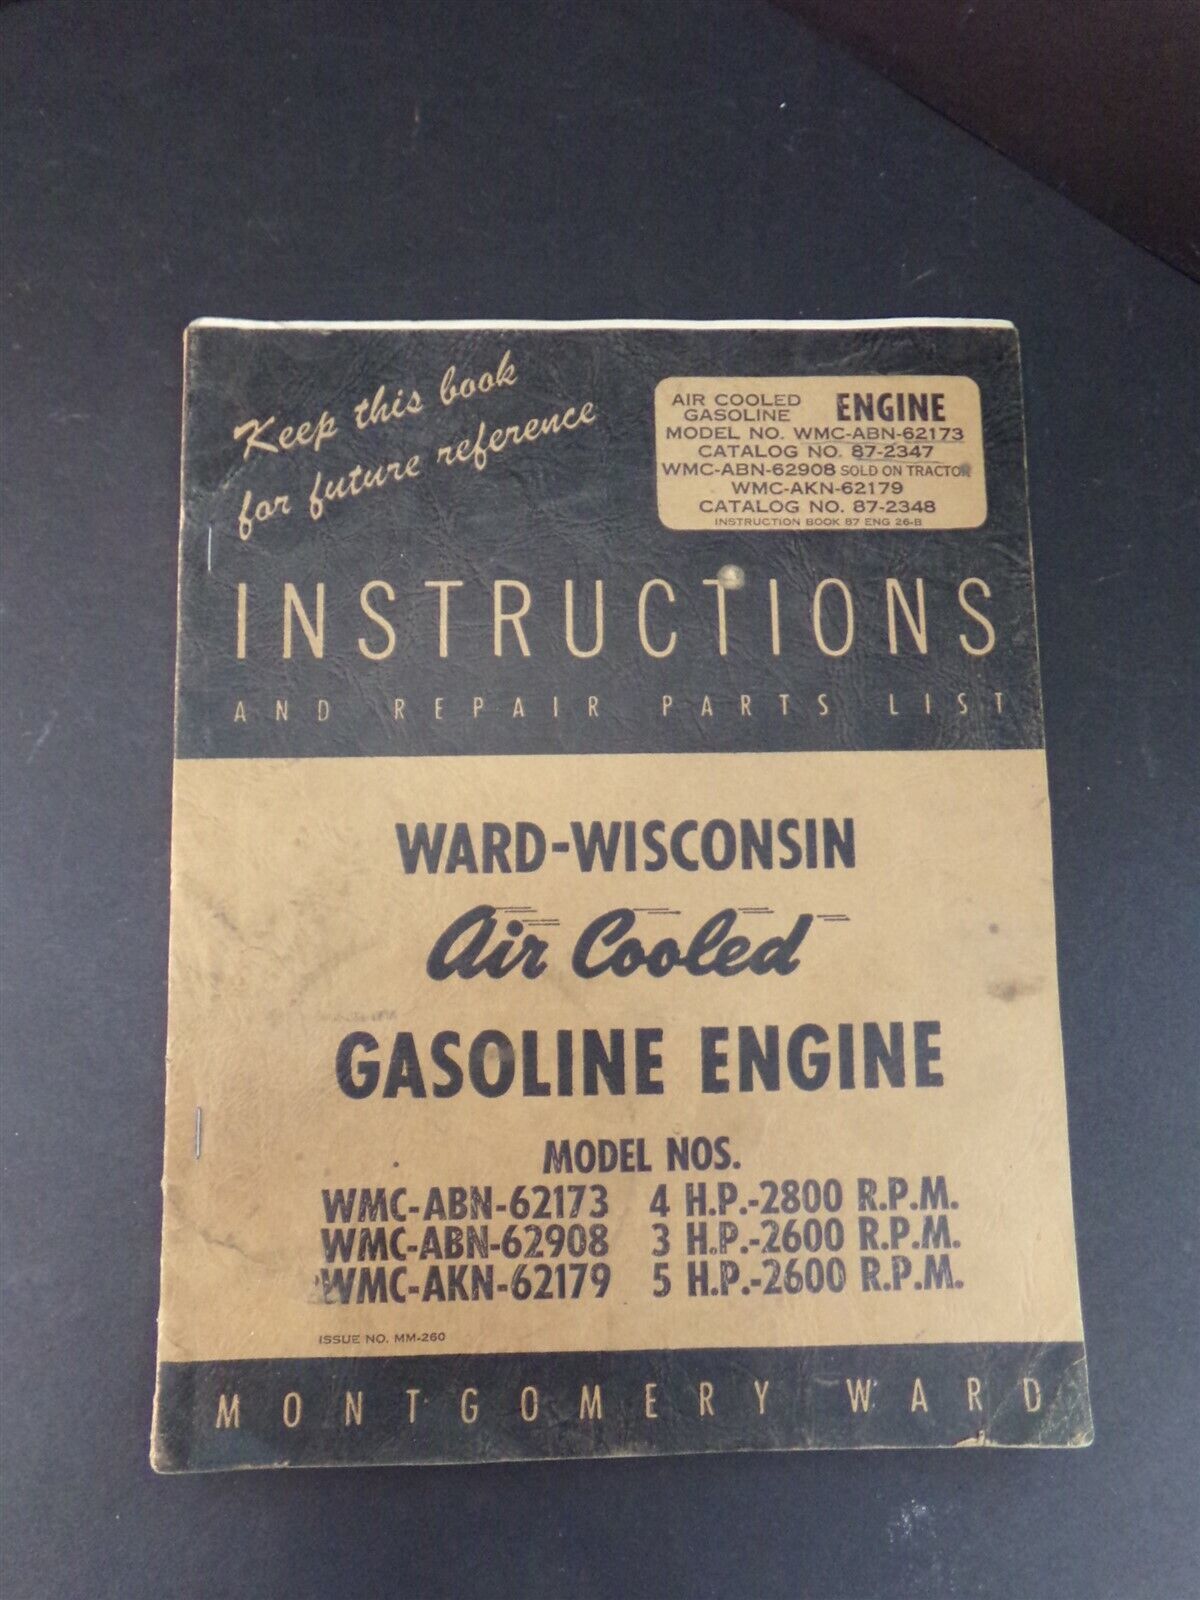 Keep this book
for future reference
AIR COOLED GASOLINE ENGINE
MODEL NO. WMC-ABN-62173
CATALOG NO. 87-2347
WMC-ABN-62908 SOLD ON TRACTOR
WMC-AKN-62179
CATALOG NO. 87-2348
INSTRUCTION BOOK 87 ENG 26-B
INSTRUCTIONS
AND REPAIR PARTS LIST
WARD-WISCONSIN
Air Cooled
GASOLINE ENGINE
MODEL NOS.
WMC-ABN-62173 4 H.P.-2800 R.P.M.
WMC-ABN-62908 3 H.P.-2600 R.P.M.
WMC-AKN-62179 5 H.P.-2600 R.P.M.
ISSUE NO. MM-260
MONTGOMERY WARD